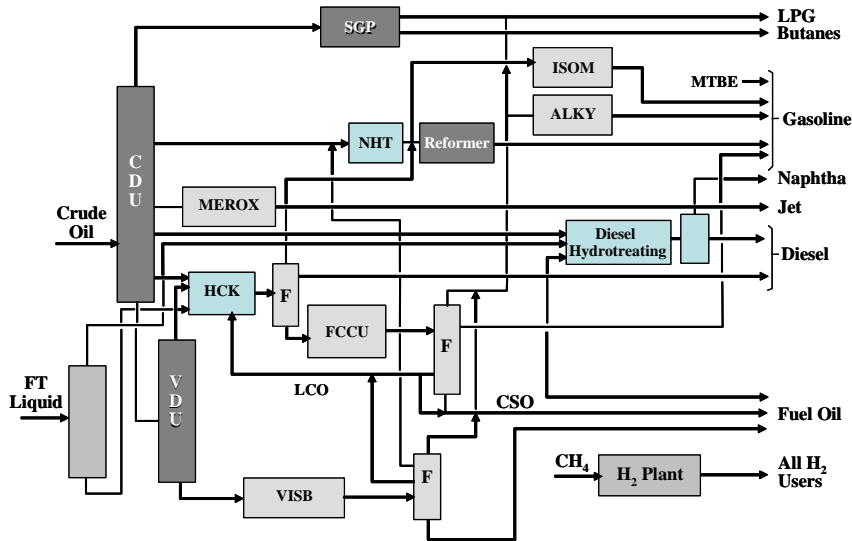 SGP
LPG
Butanes
ISOM
MTBE
ALKY
Gasoline
C
D
U
NHT
Reformer
Naphtha
MEROX
Jet
Crude
Oil
Diesel
Hydrotreating
Diesel
HCK
F
FCCU
F
V
D
U
FT
Liquid
LCO
CSO
Fuel Oil
F
CH4
H2 Plant
All H2
Users
VISB